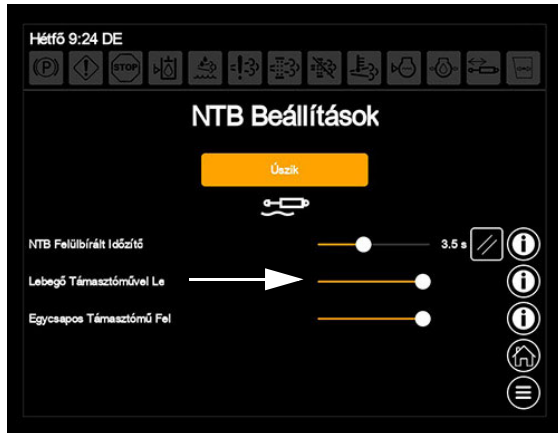 Hétfő 9:24 DE
(P) STOP
NTB Beállítások
Úszik
NTB Felülbírált Időzítő 3.5 s
Lebegő Támasztóművel Le
Egycsapos Támasztómű Fel